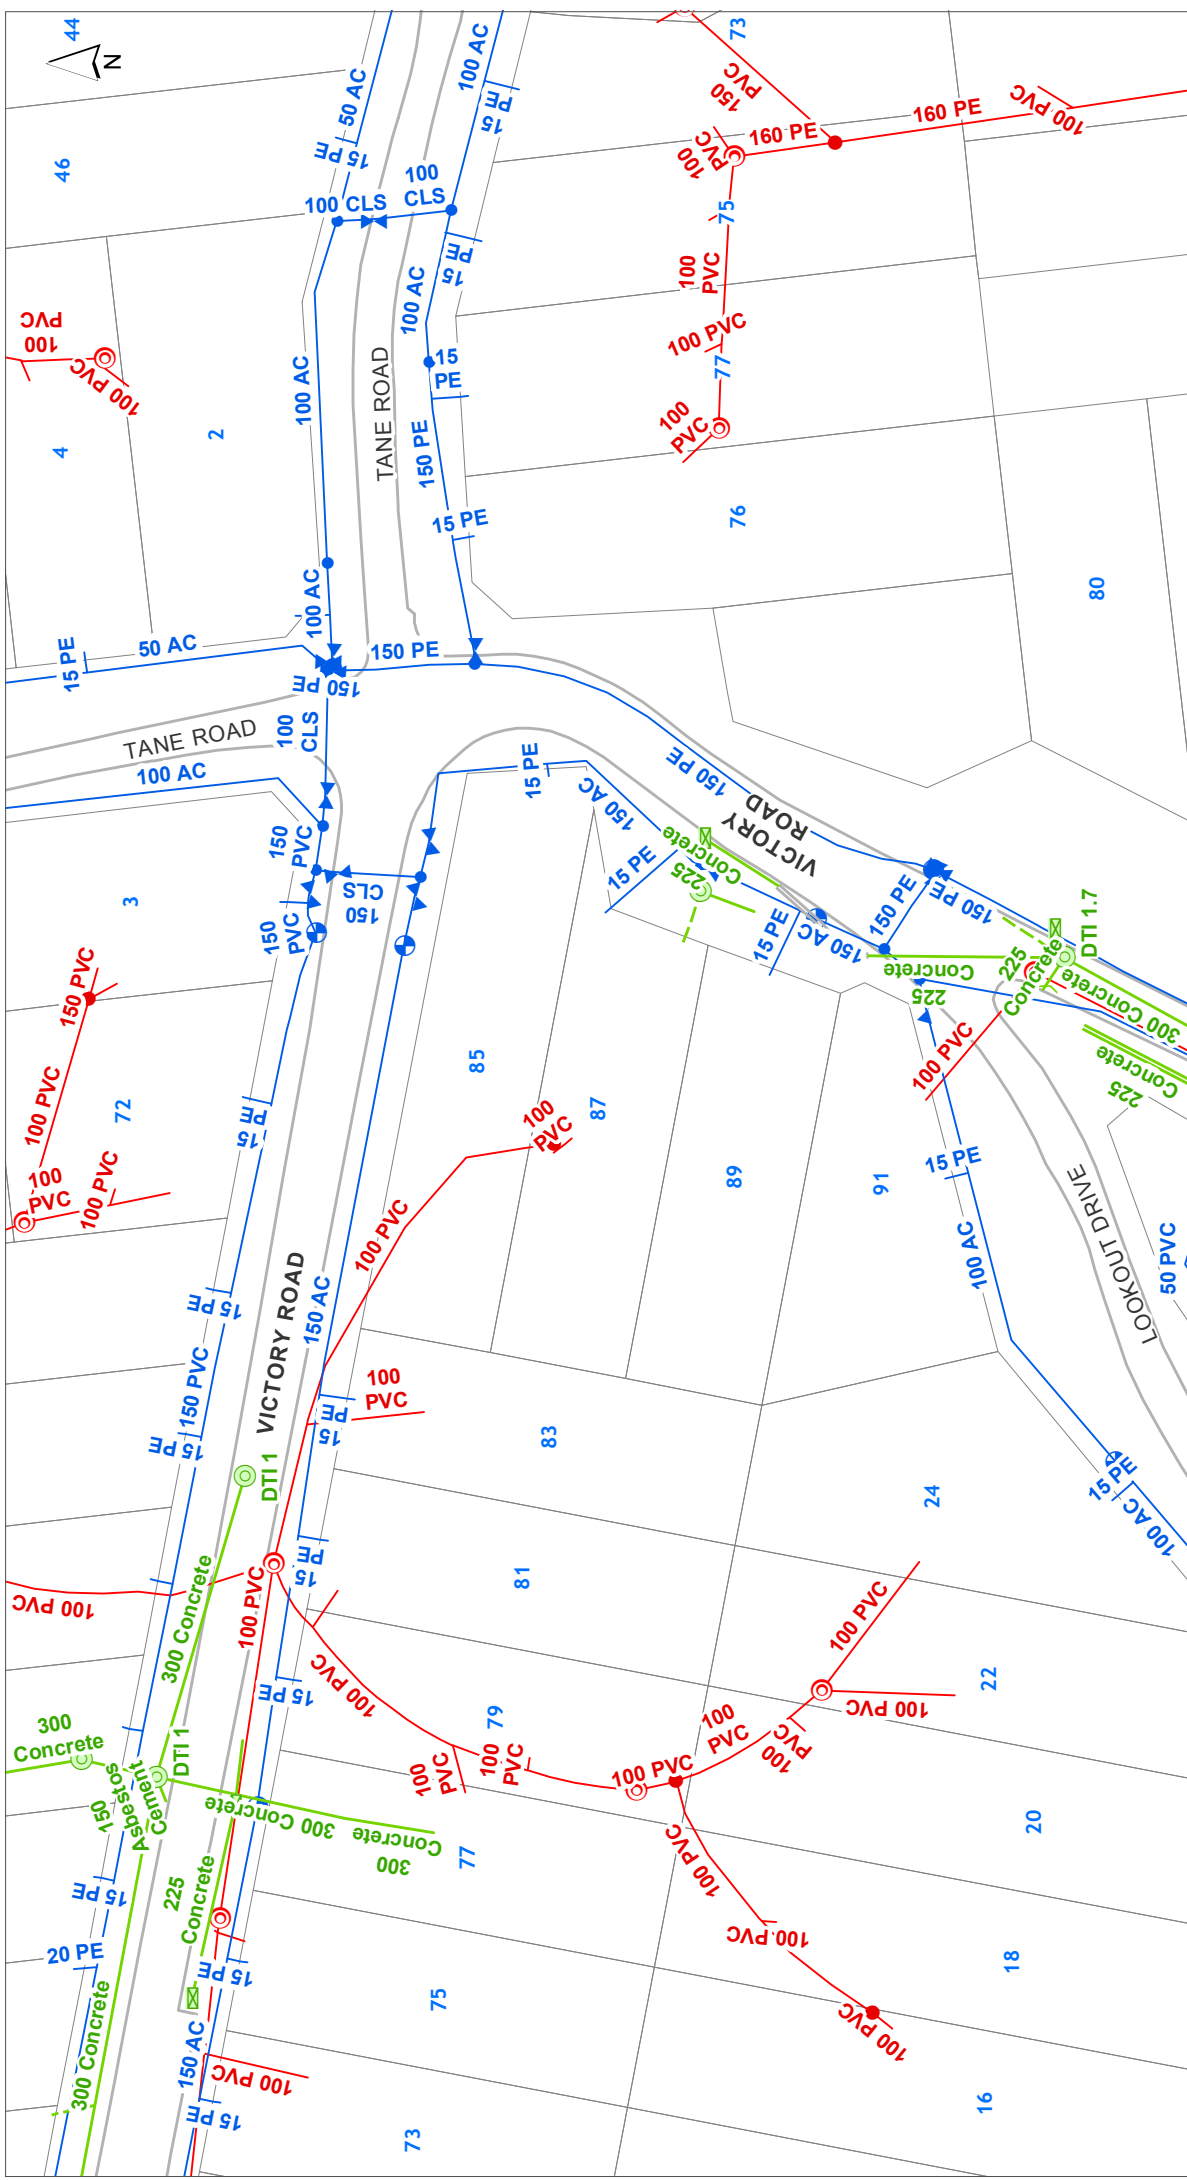 44
N
50 AC
15 PE
100 AC
15 PE
73
150
PVC
160 PE
160 PE
100 PVC
100
PVC
46
100 CLS
100
CLS
15
PE
100 AC
75
100
PVC
100 PVC
77
100
PVC
100
PVC
100 PVC
4
2
100 AC
TANE ROAD
15
PE
150 PE
15 PE
76
80
100 AC
15 PE
50 AC
150 PE
150 PE
TANE ROAD
100
CLS
100 AC
150
PVC
150
CLS
150
PVC
3
15 PE
150 AC
150 PE
VICTORY
ROAD
15 PE
225
Concrete
15 PE
150 AC
150 PE
150 PE
DTI 1.7
225
Concrete
225
Concrete
300 Concrete
225
Concrete
100 PVC
150 PVC
100 PVC
72
100
PVC
100 PVC
15
PE
85
87
100
PVC
89
91
15 PE
100 AC
LOOKOUT DRIVE
50 PVC
15 PE
100 AC
15 PE
VICTORY ROAD
150 AC
100 PVC
150 PVC
15 PE
15
PE
100
PVC
83
24
DTI 1
300 Concrete
100 PVC
100 PVC
15
PE
81
100 PVC
22
100 PVC
100 PVC
15 PE
79
100
PVC
100
PVC
100 PVC
100
PVC
100
PVC
300
Concrete
DTI 1
150
Asbestos
Cement
300 Concrete
300
Concrete
77
225
Concrete
15 PE
20 PE
100 PVC
100 PVC
20
18
100 PVC
16
300 Concrete
15 PE
75
150 AC
100 PVC
15 PE
73